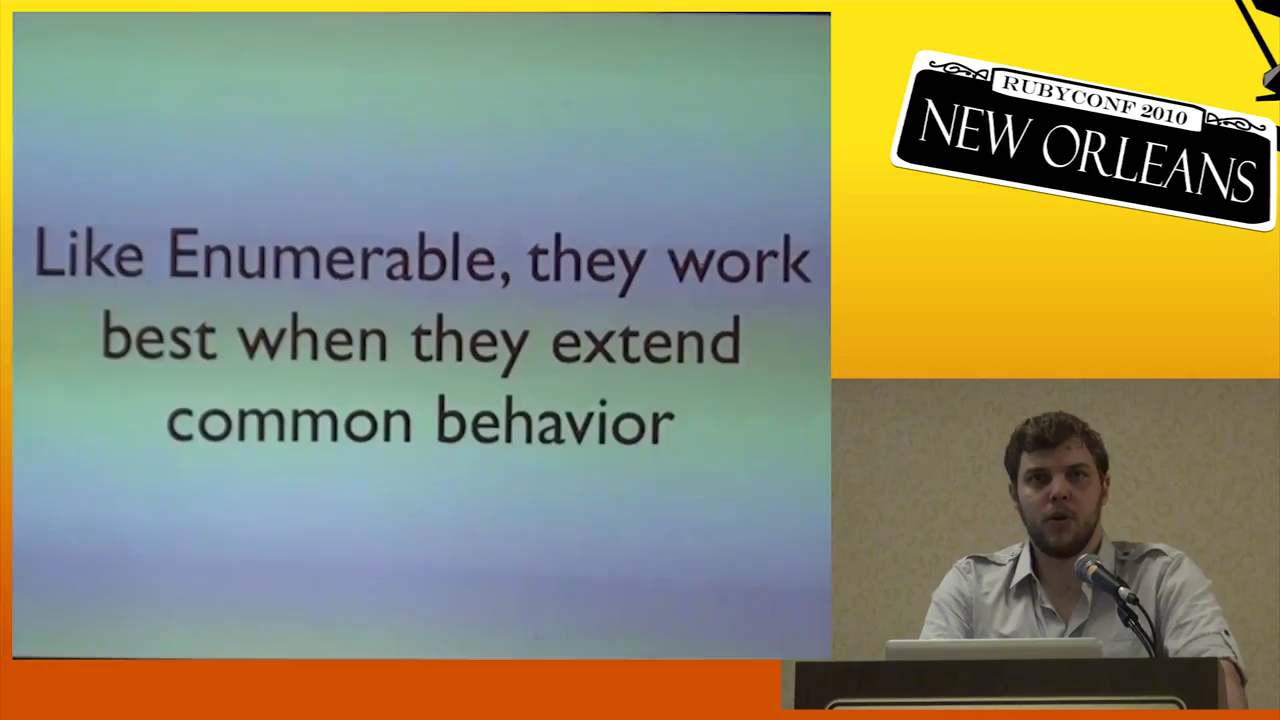 Like Enumerable, they work
best when they extend
common behavior
RUBYCONF 2010
NEW ORLEANS